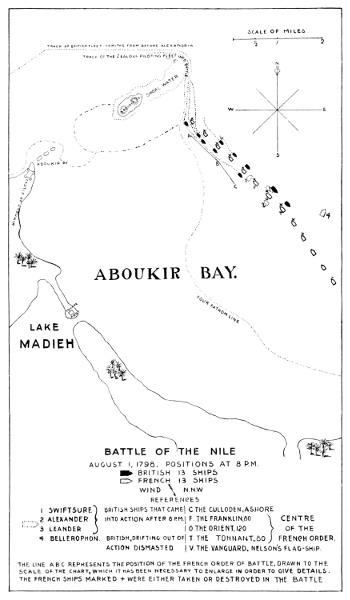 TRACK OF BRITISH FLEET COMING FROM BEFORE ALEXANDRIA
SCALE OF MILES
TRACK OF THE ZEALOUS PILOTING FLEET
SHOAL WATER
W
E
S
ABOUKIR
A
B
C
4
ABOUKIR BAY.
FOUR FATHOM LINE
LAKE
MADIEH
BATTLE OF THE NILE
AUGUST 1, 1798. POSITIONS AT 8 P.M.
BRITISH 13 SHIPS
FRENCH 13 SHIPS
WIND N.N.W
REFERENCES
1 SWIFTSURE
2 ALEXANDER
3 LEANDER
4 BELLEROPHON.
BRITISH SHIPS THAT CAME
INTO ACTION AFTER 8 P.M.
BRITISH, DRIFTING OUT OF
ACTION DISMASTED
C THE CULLODEN, ASHORE
F. THE FRANKLIN, 80
O THE ORIENT, 120
T THE TONNANT, 80
V. THE VANGUARD, NELSON'S FLAG-SHIP.
CENTRE
OF THE
FRENCH ORDER.
THE LINE ABC REPRESENTS THE POSITION OF THE FRENCH ORDER OF BATTLE, DRAWN TO THE
SCALE OF THE CHART, WHICH IT HAS BEEN NECESSARY TO ENLARGE IN ORDER TO GIVE DETAILS.
THE FRENCH SHIPS MARKED + WERE EITHER TAKEN OR DESTROYED IN THE BATTLE